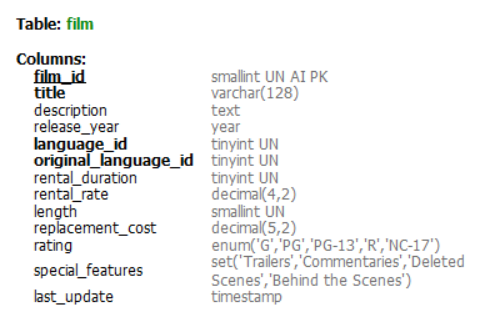 Table: film
Columns:
film_id smallint UN AI PK
title varchar(128)
description text
release_year year
language_id tinyint UN
original_language_id tinyint UN
rental_duration tinyint UN
rental_rate decimal(4,2)
length smallint UN
replacement_cost decimal(5,2)
rating enum('G','PG','PG-13','R','NC-17')
special_features set('Trailers','Commentaries','Deleted
Scenes','Behind the Scenes')
last_update timestamp